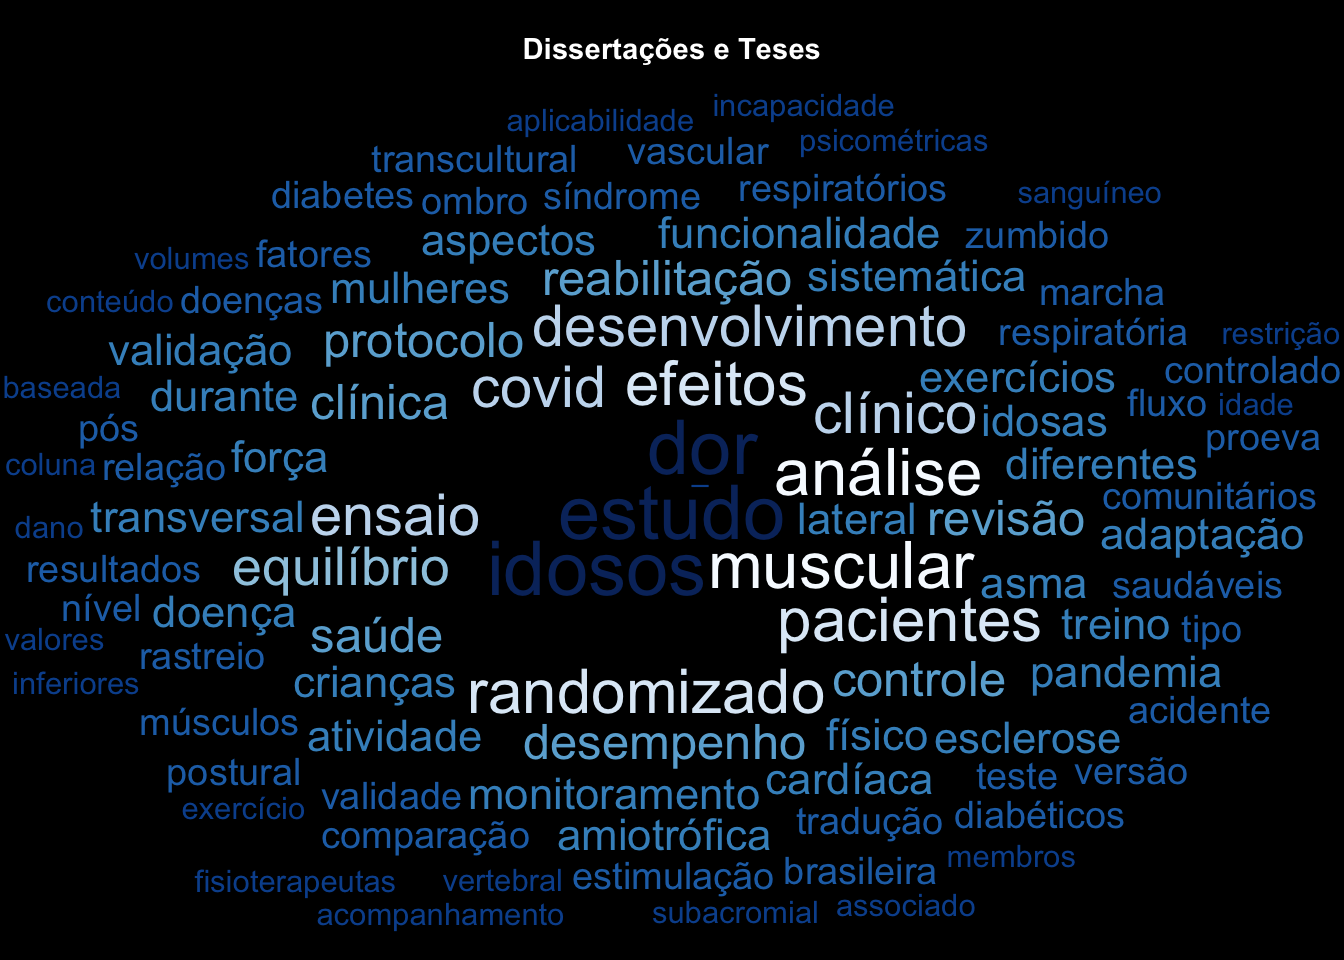 Dissertações e Teses
incapacidade
aplicabilidade
psicométricas
transcultural
vascular
diabetes
ombro
síndrome
respiratórios
sanguíneo
aspectos
funcionalidade
zumbido
volumes
fatores
reabilitação
sistemática
conteúdo
doenças
mulheres
marcha
validação
protocolo
desenvolvimento
respiratória
restrição
baseada
durante
clínica
covid
efeitos
exercícios
controlado
pós
clínico
idosas
fluxo
idade
proeva
coluna
relação
força
dor
análise
diferentes
dano
transversal
ensaio
estudo
lateral
revisão
comunitários
adaptação
resultados
equilíbrio
idosos
muscular
asma
saudáveis
nível
doença
saúde
pacientes
treino
tipo
valores
rastreio
inferiores
crianças
randomizado
controle
pandemia
acidente
músculos
atividade
desempenho
físico
esclerose
postural
validade
monitoramento
cardíaca
teste
versão
exercício
comparação
amiotrófica
tradução
diabéticos
fisioterapeutas
vertebral
estimulação
brasileira
membros
acompanhamento
subacromial
associado